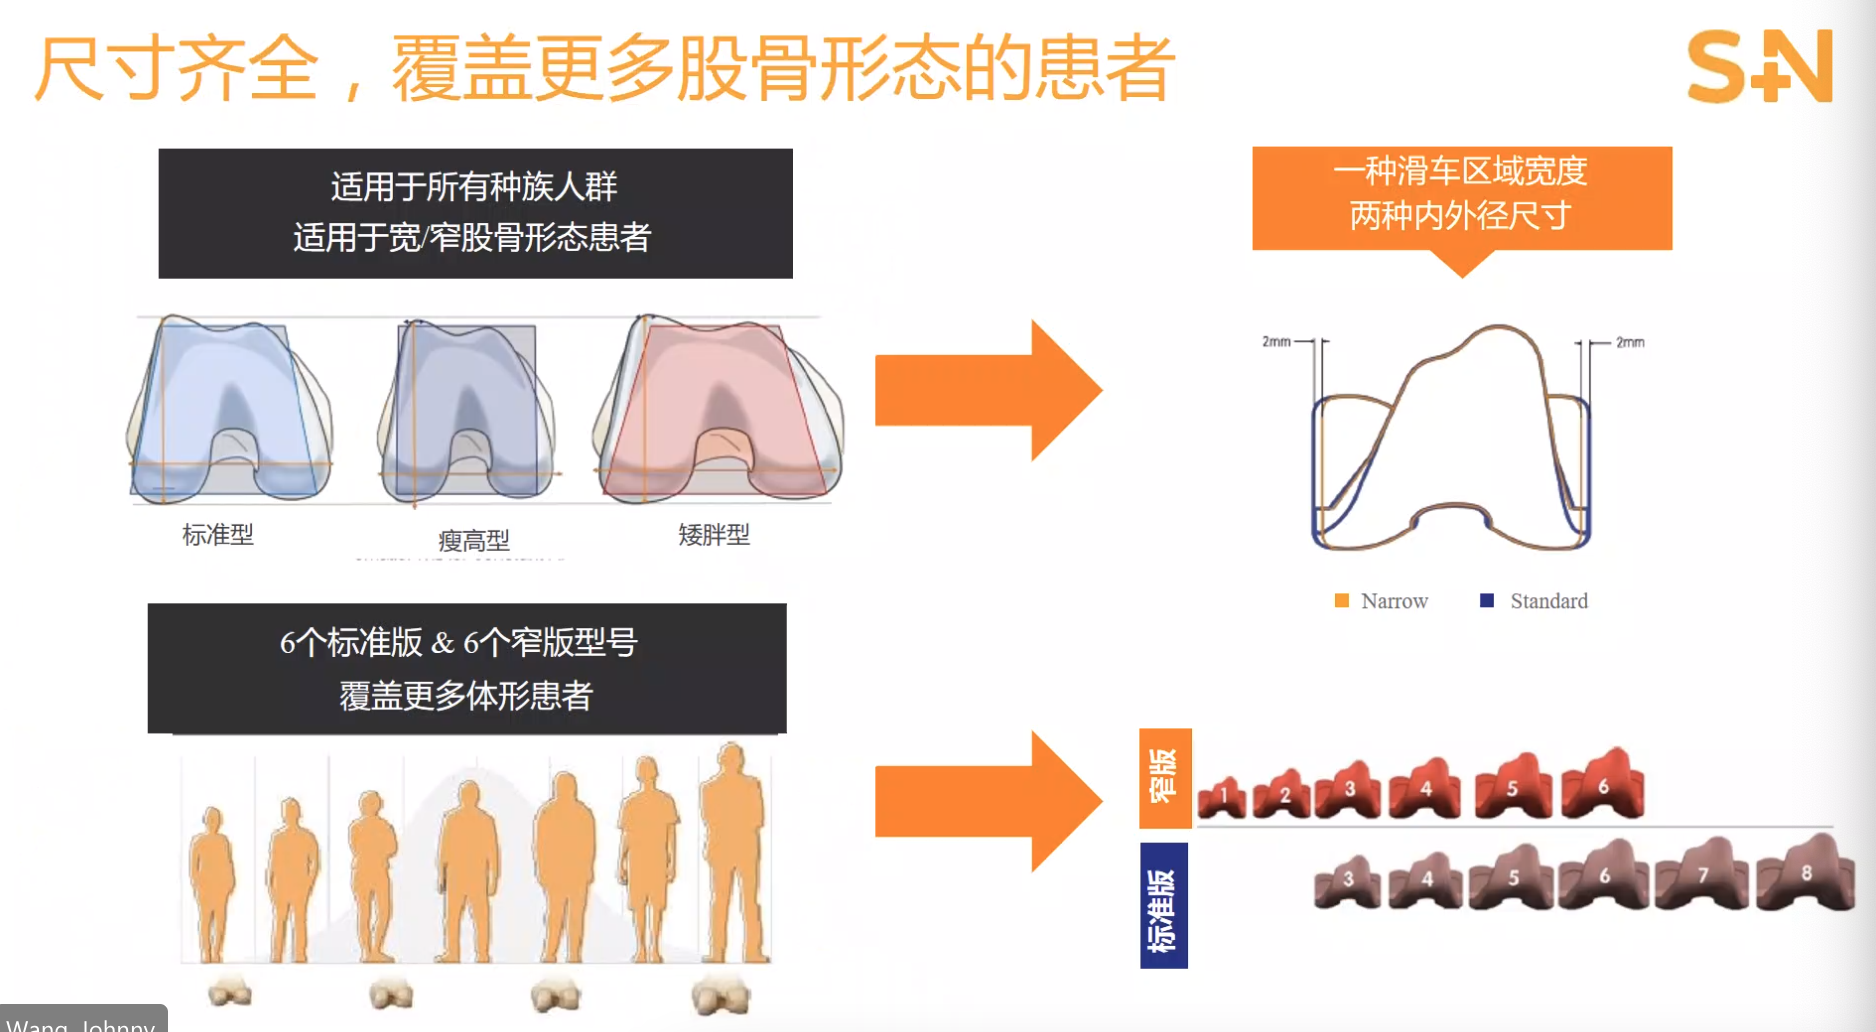 尺寸齐全，覆盖更多股骨形态的患者
S+N
适用于所有种族人群
适用于宽/窄股骨形态患者
一种滑车区域宽度
两种内外径尺寸
标准型
瘦高型
矮胖型
2mm
2mm
Narrow
Standard
6个标准版 & 6个窄版型号
覆盖更多体形患者
窄版
1 2 3 4 5 6
标准版
3 4 5 6 7 8
Wang, Johnny